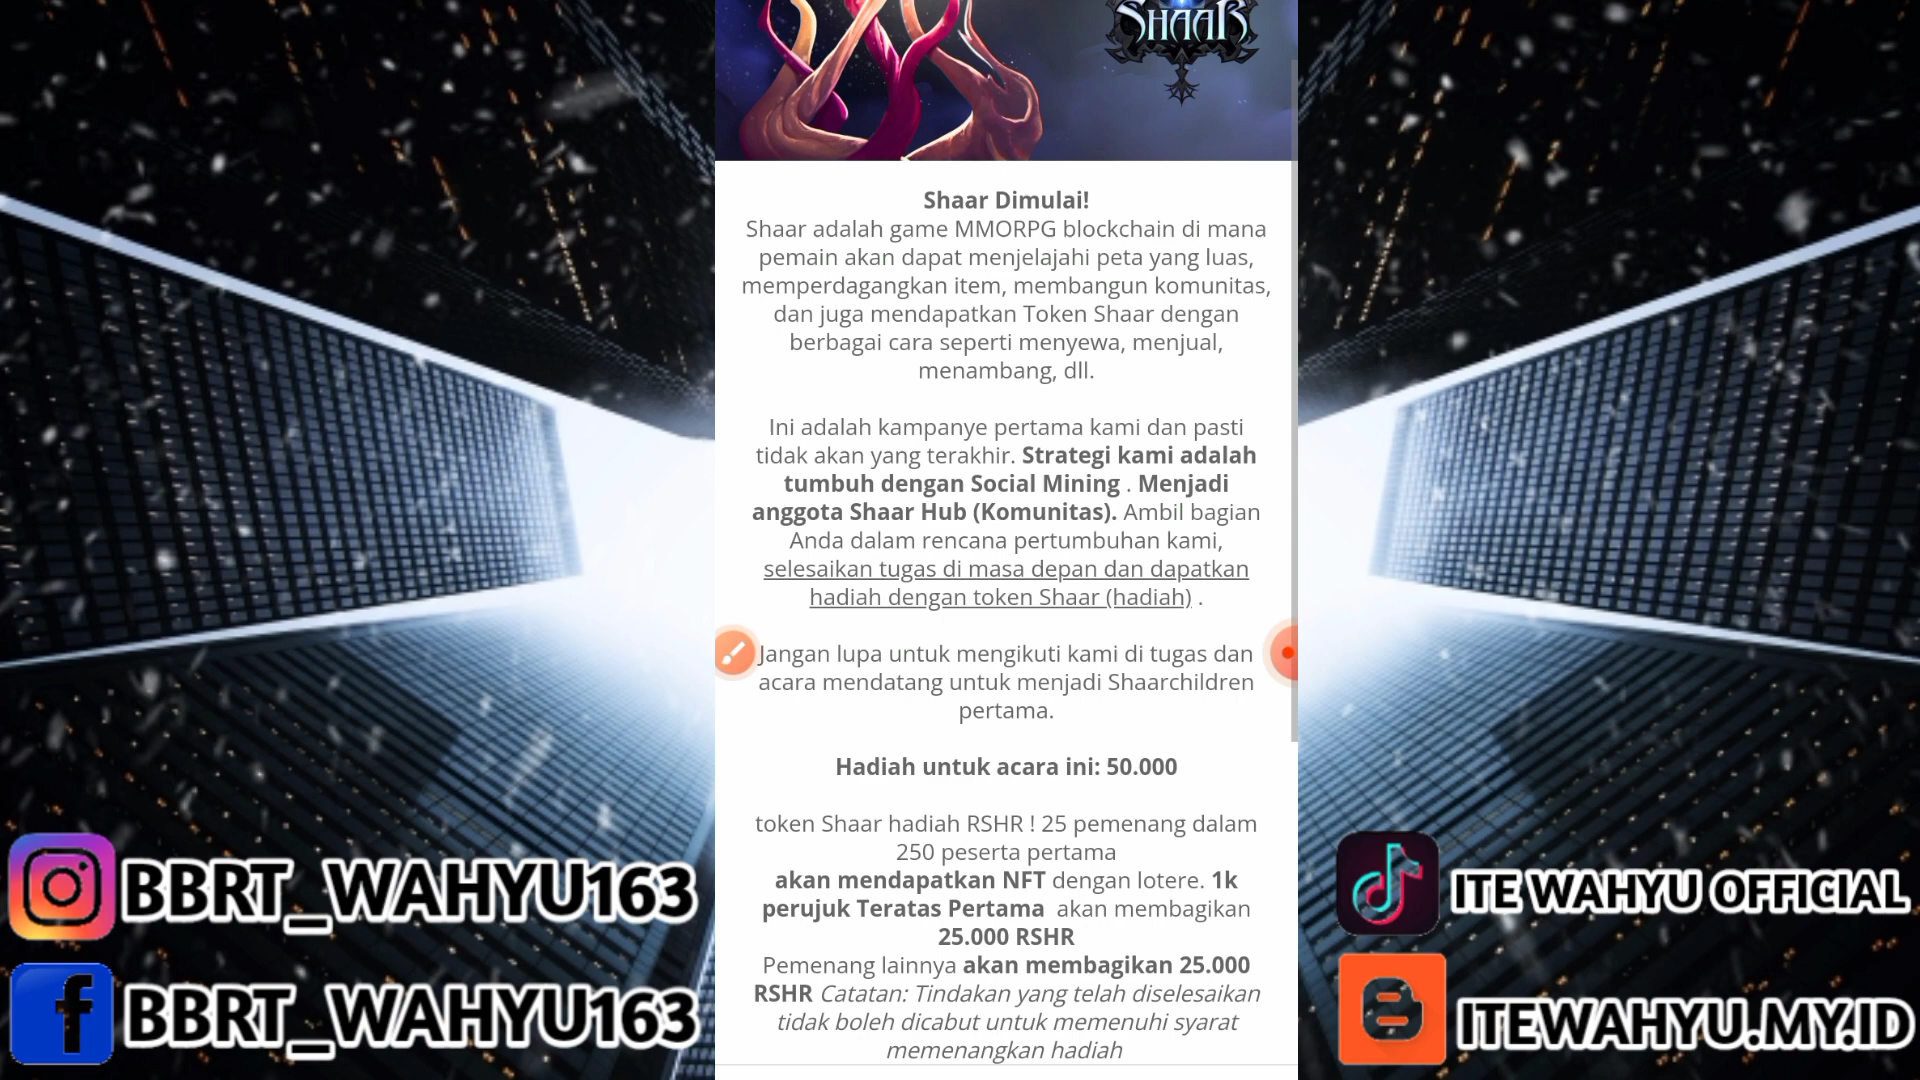 SHAAR
Shaar Dimulai!
Shaar adalah game MMORPG blockchain di mana
pemain akan dapat menjelajahi peta yang luas,
memperdagangkan item, membangun komunitas,
dan juga mendapatkan Token Shaar dengan
berbagai cara seperti menyewa, menjual,
menambang, dll.
Ini adalah kampanye pertama kami dan pasti
tidak akan yang terakhir. Strategi kami adalah
tumbuh dengan Social Mining . Menjadi
anggota Shaar Hub (Komunitas). Ambil bagian
Anda dalam rencana pertumbuhan kami,
selesaikan tugas di masa depan dan dapatkan
hadiah dengan token Shaar (hadiah) .
Jangan lupa untuk mengikuti kami di tugas dan
acara mendatang untuk menjadi Shaarchildren
pertama.
Hadiah untuk acara ini: 50.000
token Shaar hadiah RSHR ! 25 pemenang dalam
250 peserta pertama
akan mendapatkan NFT dengan lotere. 1k
perujuk Teratas Pertama akan membagikan
25.000 RSHR
Pemenang lainnya akan membagikan 25.000
RSHR Catatan: Tindakan yang telah diselesaikan
tidak boleh dicabut untuk memenuhi syarat
memenangkan hadiah
BBRT_WAHYU163
BBRT_WAHYU163
ITE WAHYU OFFICIAL
ITEWAHYU.MY.ID